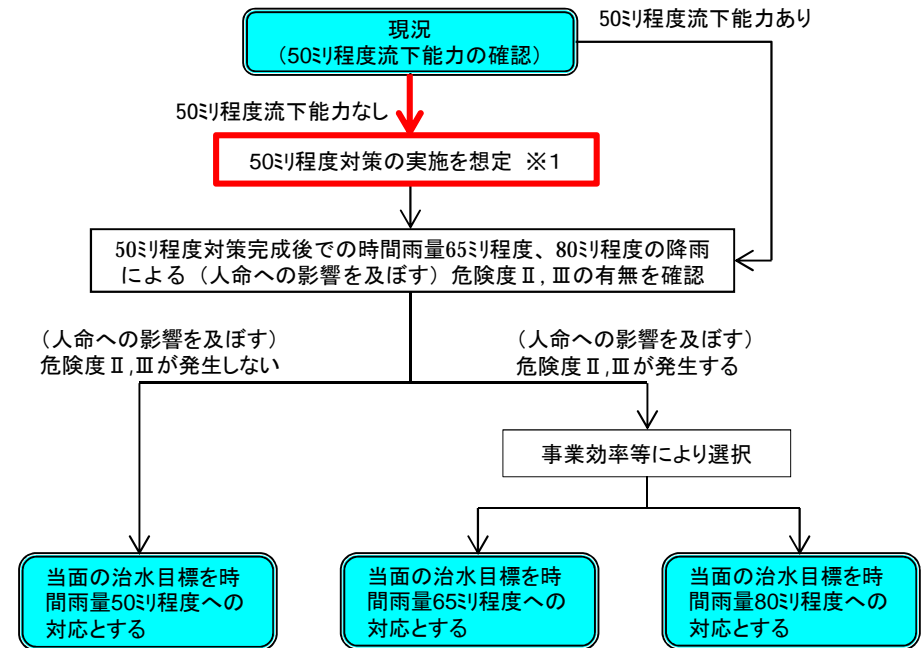 現況
（50ﾐﾘ程度流下能力の確認）
50ﾐﾘ程度流下能力あり
50ﾐﾘ程度流下能力なし
50ﾐﾘ程度対策の実施を想定 ※1
50ﾐﾘ程度対策完成後での時間雨量65ﾐﾘ程度、80ﾐﾘ程度の降雨
による（人命への影響を及ぼす）危険度Ⅱ,Ⅲの有無を確認
（人命への影響を及ぼす）
危険度Ⅱ,Ⅲが発生しない
（人命への影響を及ぼす）
危険度Ⅱ,Ⅲが発生する
事業効率等により選択
当面の治水目標を時
間雨量50ﾐﾘ程度への
対応とする
当面の治水目標を時
間雨量65ﾐﾘ程度への
対応とする
当面の治水目標を時
間雨量80ﾐﾘ程度への
対応とする